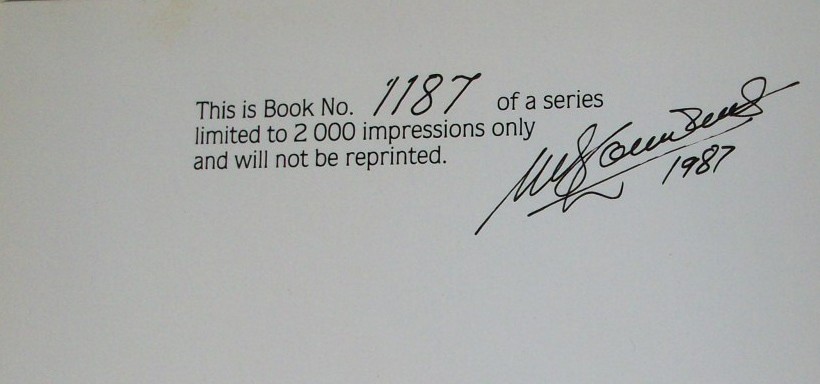 This is Book No. 1187 of a series
limited to 2 000 impressions only
and will not be reprinted.
1987